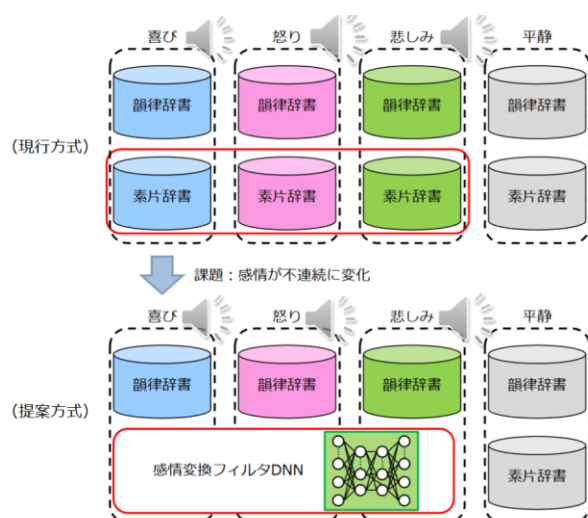 喜び 怒り 悲しみ 平静
韻律辞書 韻律辞書 韻律辞書 韻律辞書
(現行方式)
素片辞書 素片辞書 素片辞書 素片辞書
課題：感情が不連続に変化
喜び 怒り 悲しみ 平静
韻律辞書 韻律辞書 韻律辞書 韻律辞書
(提案方式)
感情変換フィルタDNN 素片辞書